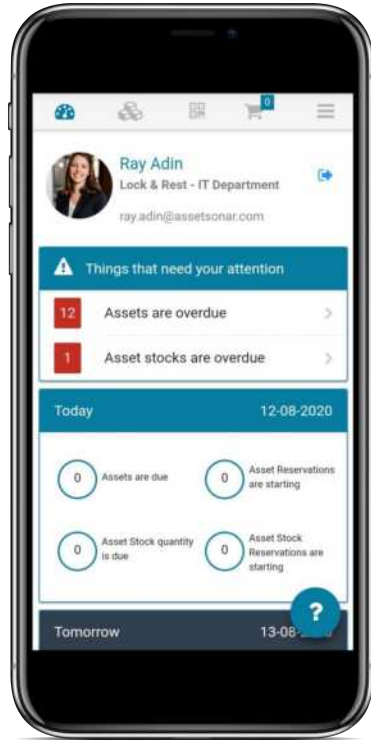 0
Ray Adin
Lock & Rest - IT Department
ray.adin@assetsonar.com
Things that need your attention
12 Assets are overdue
1 Asset stocks are overdue
Today 12-08-2020
0 Assets are due
0 Asset Reservations
are starting
0 Asset Stock quantity
is due
0 Asset Stock
Reservations are
starting
?
Tomorrow